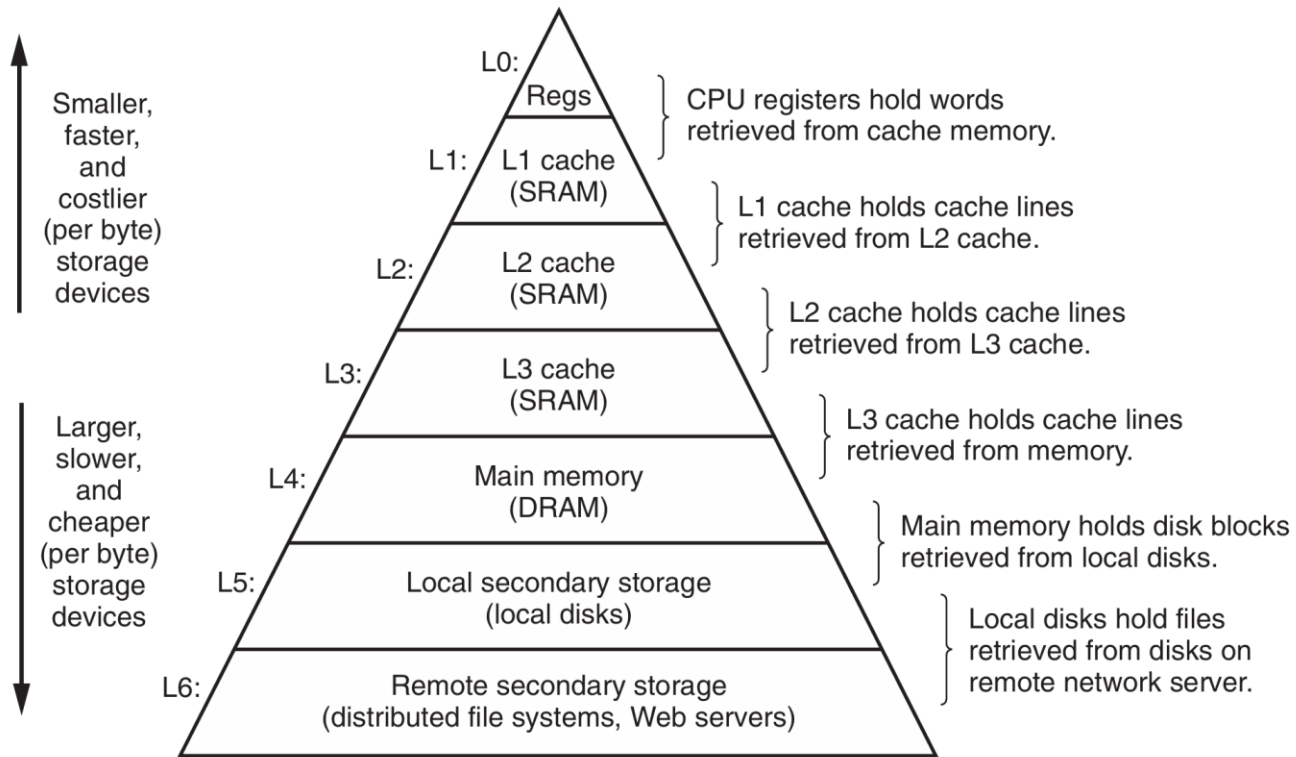 L0:
Regs
CPU registers hold words
retrieved from cache memory.
Smaller,
faster,
and
costlier
(per byte)
storage
devices
L1:
L1 cache
(SRAM)
L1 cache holds cache lines
retrieved from L2 cache.
L2:
L2 cache
(SRAM)
L2 cache holds cache lines
retrieved from L3 cache.
L3:
L3 cache
(SRAM)
L3 cache holds cache lines
retrieved from memory.
Larger,
slower,
and
cheaper
(per byte)
storage
devices
L4:
Main memory
(DRAM)
Main memory holds disk blocks
retrieved from local disks.
L5:
Local secondary storage
(local disks)
Local disks hold files
retrieved from disks on
remote network server.
L6:
Remote secondary storage
(distributed file systems, Web servers)